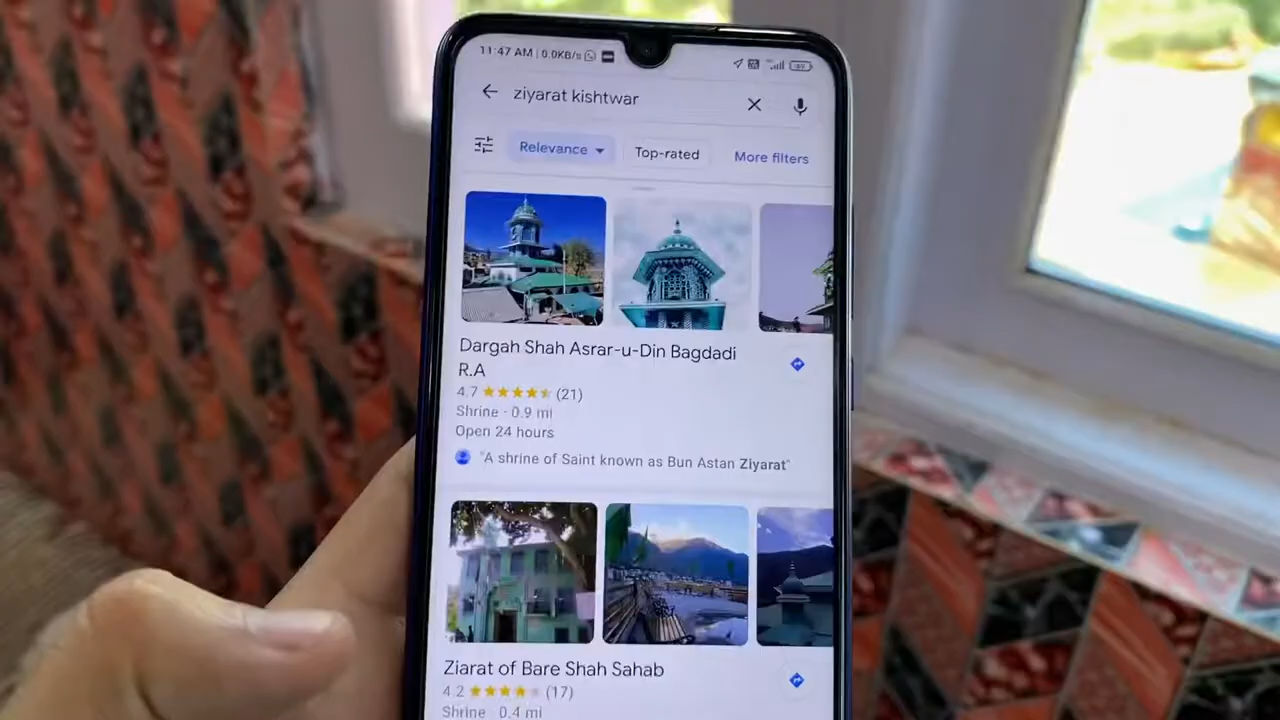 11:47 AM | 0.0KB/s
ziyarat kishtwar
Relevance
Top-rated
More filters
Dargah Shah Asrar-u-Din Bagdadi
R.A
4.7 (21)
Shrine · 0.9 mi
Open 24 hours
"A shrine of Saint known as Bun Astan Ziyarat"
Ziarat of Bare Shah Sahab
4.2 (17)
Shrine · 0.4 mi